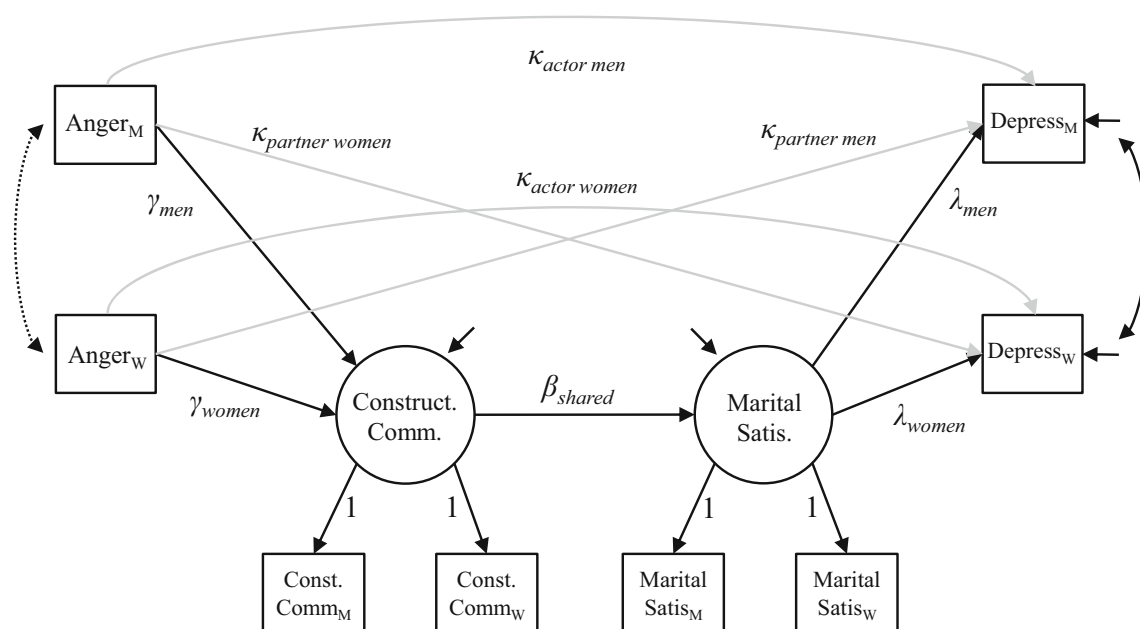 κactor men
AngerM
DepressM
κpartner women
κpartner men
κactor women
γmen
λmen
AngerW
DepressW
γwomen
Construct.
Comm.
βshared
Marital
Satis.
λwomen
1
1
1
1
Const.
CommM
Const.
CommW
Marital
SatisM
Marital
SatisW